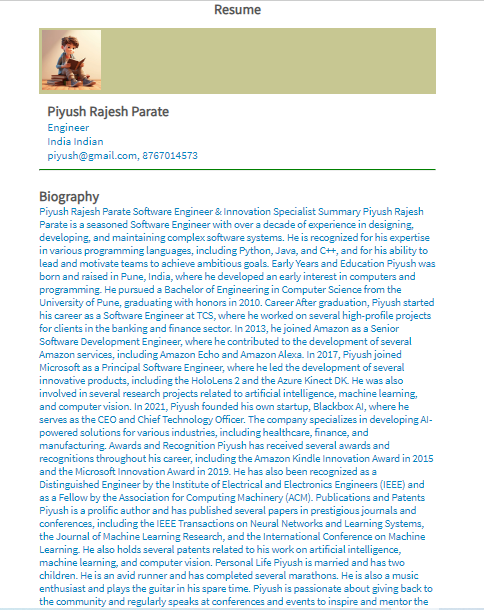 Resume
Piyush Rajesh Parate
Engineer
India Indian
piyush@gmail.com, 8767014573
Biography
Piyush Rajesh Parate Software Engineer & Innovation Specialist Summary Piyush Rajesh
Parate is a seasoned Software Engineer with over a decade of experience in designing,
developing, and maintaining complex software systems. He is recognized for his expertise
in various programming languages, including Python, Java, and C++, and for his ability to
lead and motivate teams to achieve ambitious goals. Early Years and Education Piyush was
born and raised in Pune, India, where he developed an early interest in computers and
programming. He pursued a Bachelor of Engineering in Computer Science from the
University of Pune, graduating with honors in 2010. Career After graduation, Piyush started
his career as a Software Engineer at TCS, where he worked on several high-profile projects
for clients in the banking and finance sector. In 2013, he joined Amazon as a Senior
Software Development Engineer, where he contributed to the development of several
Amazon services, including Amazon Echo and Amazon Alexa. In 2017, Piyush joined
Microsoft as a Principal Software Engineer, where he led the development of several
innovative products, including the HoloLens 2 and the Azure Kinect DK. He was also
involved in several research projects related to artificial intelligence, machine learning,
and computer vision. In 2021, Piyush founded his own startup, Blackbox AI, where he
serves as the CEO and Chief Technology Officer. The company specializes in developing AI-
powered solutions for various industries, including healthcare, finance, and
manufacturing. Awards and Recognition Piyush has received several awards and
recognitions throughout his career, including the Amazon Kindle Innovation Award in 2015
and the Microsoft Innovation Award in 2019. He has also been recognized as a
Distinguished Engineer by the Institute of Electrical and Electronics Engineers (IEEE) and
as a Fellow by the Association for Computing Machinery (ACM). Publications and Patents
Piyush is a prolific author and has published several papers in prestigious journals and
conferences, including the IEEE Transactions on Neural Networks and Learning Systems,
the Journal of Machine Learning Research, and the International Conference on Machine
Learning. He also holds several patents related to his work on artificial intelligence,
machine learning, and computer vision. Personal Life Piyush is married and has two
children. He is an avid runner and has completed several marathons. He is also a music
enthusiast and plays the guitar in his spare time. Piyush is passionate about giving back to
the community and regularly speaks at conferences and events to inspire and mentor the